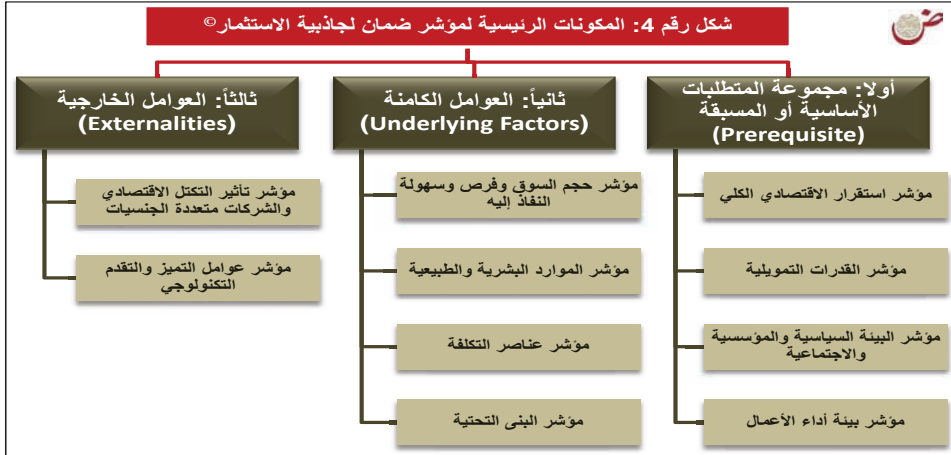 شكل رقم 4: المكونات الرئيسية لمؤشر ضمان لجاذبية الاستثمار©
ض
أولا: مجموعة المتطلبات
الأساسية أو المسبقة
(Prerequisite)
مؤشر استقرار الاقتصادي الكلي
مؤشر القدرات التمويلية
مؤشر البيئة السياسية والمؤسسية
والاجتماعية
مؤشر بيئة أداء الأعمال
ثانياً: العوامل الكامنة
(Underlying Factors)
مؤشر حجم السوق وفرص وسهولة
النفاذ إليه
مؤشر الموارد البشرية والطبيعية
مؤشر عناصر التكلفة
مؤشر البنى التحتية
ثالثاً: العوامل الخارجية
(Externalities)
مؤشر تأثير التكتل الاقتصادي
والشركات متعددة الجنسيات
مؤشر عوامل التميز والتقدم
التكنولوجي